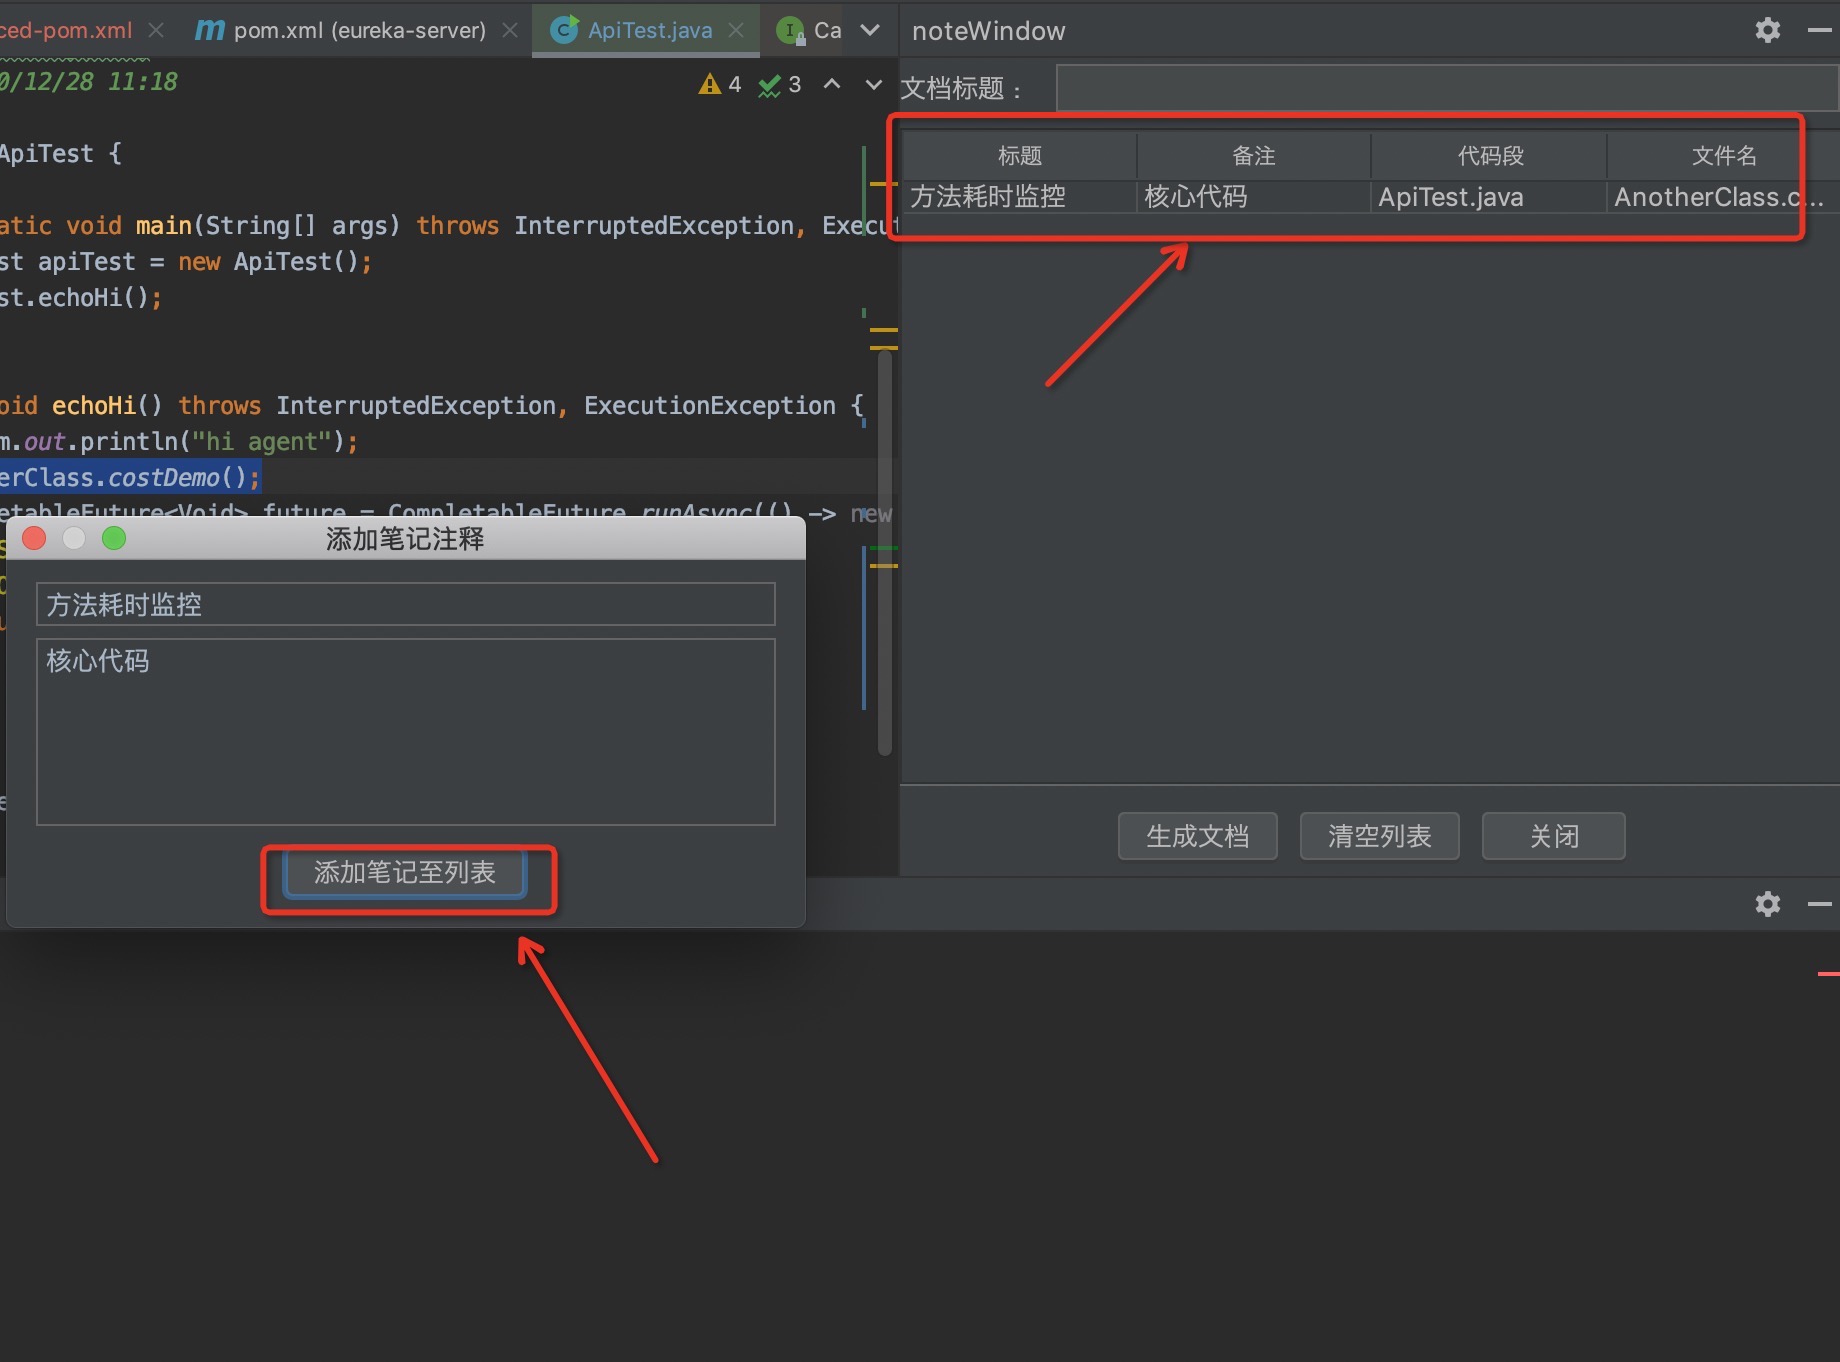 ced-pom.xml
pom.xml (eureka-server)
ApiTest.java
Ca
noteWindow
0/12/28 11:18
4
3
文档标题：
ApiTest {
标题 备注 代码段 文件名
方法耗时监控 核心代码 ApiTest.java AnotherClass.c...
atic void main(String[] args) throws InterruptedException, Execut
st apiTest = new ApiTest();
st.echoHi();
oid echoHi() throws InterruptedException, ExecutionException {
m.out.println("hi agent");
erClass.costDemo();
etableFuture<Void> future = CompletableFuture.runAsync(() -> new
添加笔记注释
方法耗时监控
核心代码
添加笔记至列表
生成文档 清空列表 关闭